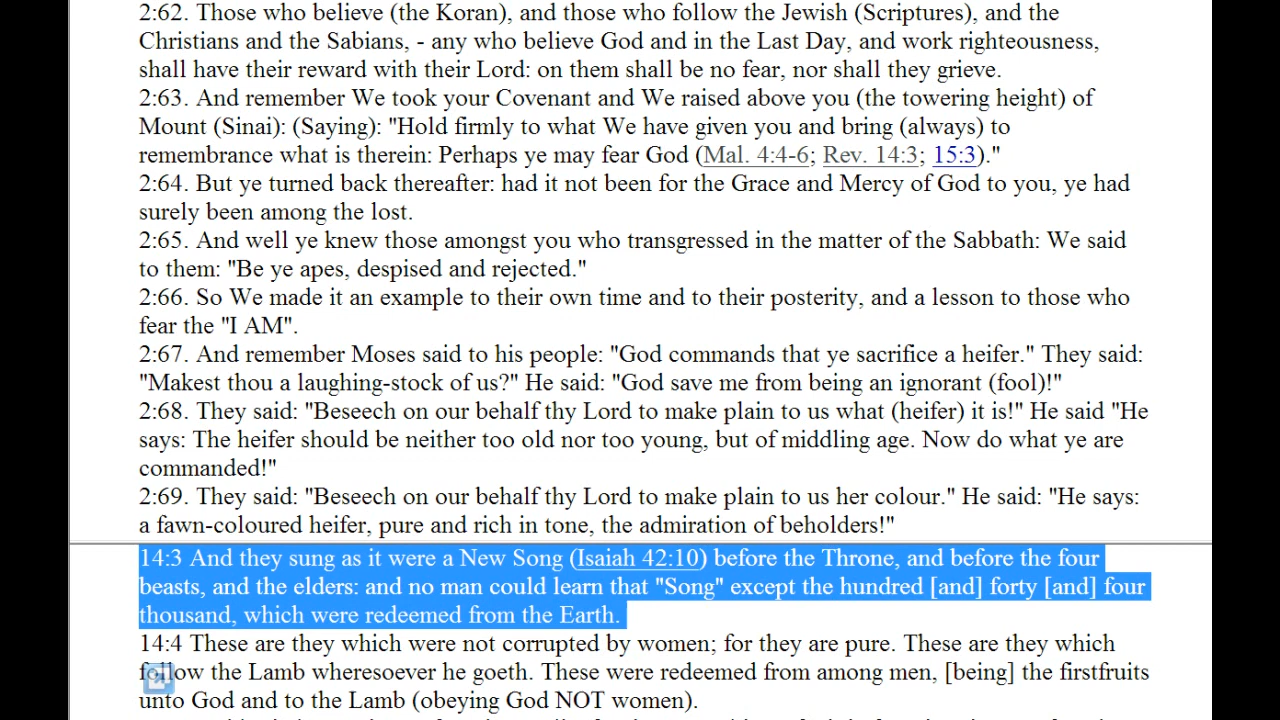 2:62. Those who believe (the Koran), and those who follow the Jewish (Scriptures), and the
Christians and the Sabians, - any who believe God and in the Last Day, and work righteousness,
shall have their reward with their Lord: on them shall be no fear, nor shall they grieve.
2:63. And remember We took your Covenant and We raised above you (the towering height) of
Mount (Sinai): (Saying): "Hold firmly to what We have given you and bring (always) to
remembrance what is therein: Perhaps ye may fear God (Mal. 4:4-6; Rev. 14:3; 15:3)."
2:64. But ye turned back thereafter: had it not been for the Grace and Mercy of God to you, ye had
surely been among the lost.
2:65. And well ye knew those amongst you who transgressed in the matter of the Sabbath: We said
to them: "Be ye apes, despised and rejected."
2:66. So We made it an example to their own time and to their posterity, and a lesson to those who
fear the "I AM".
2:67. And remember Moses said to his people: "God commands that ye sacrifice a heifer." They said:
"Makest thou a laughing-stock of us?" He said: "God save me from being an ignorant (fool)!"
2:68. They said: "Beseech on our behalf thy Lord to make plain to us what (heifer) it is!" He said "He
says: The heifer should be neither too old nor too young, but of middling age. Now do what ye are
commanded!"
2:69. They said: "Beseech on our behalf thy Lord to make plain to us her colour." He said: "He says:
a fawn-coloured heifer, pure and rich in tone, the admiration of beholders!"
14:3 And they sung as it were a New Song (Isaiah 42:10) before the Throne, and before the four
beasts, and the elders: and no man could learn that "Song" except the hundred [and] forty [and] four
thousand, which were redeemed from the Earth.
14:4 These are they which were not corrupted by women; for they are pure. These are they which
follow the Lamb wheresoever he goeth. These were redeemed from among men, [being] the firstfruits
unto God and to the Lamb (obeying God NOT women).